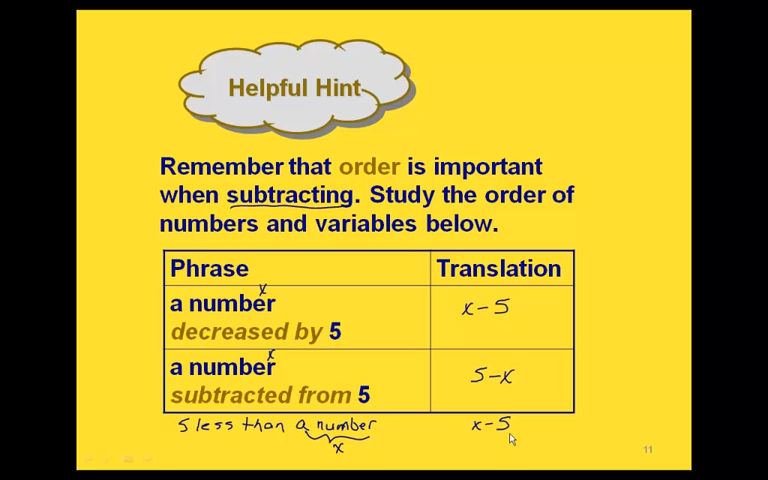 Helpful Hint
Remember that order is important
when subtracting. Study the order of
numbers and variables below.
Phrase Translation
x
a number
decreased by 5
x-5
x
a number
subtracted from 5
5-x
5 less than a number x-5
x
11